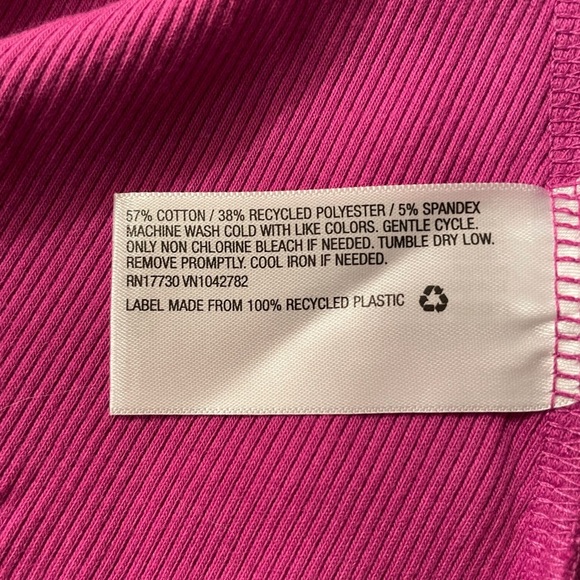 57% COTTON / 38% RECYCLED POLYESTER / 5% SPANDEX
MACHINE WASH COLD WITH LIKE COLORS. GENTLE CYCLE.
ONLY NON CHLORINE BLEACH IF NEEDED. TUMBLE DRY LOW.
REMOVE PROMPTLY. COOL IRON IF NEEDED.
RN17730 VN1042782
LABEL MADE FROM 100% RECYCLED PLASTIC